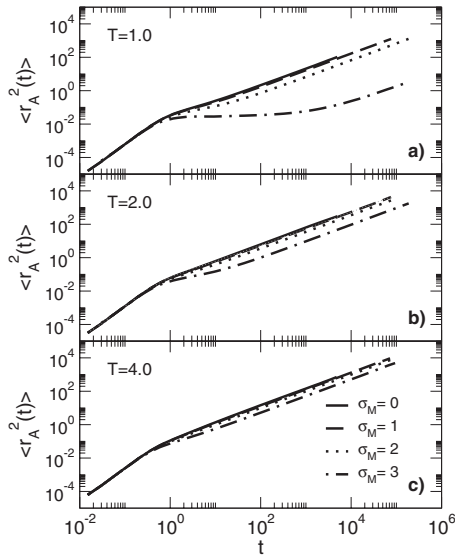 10^4
10^2
10^0
10^-2
10^-4
<r_A^2(t)>
T=1.0
a)
10^4
10^2
10^0
10^-2
10^-4
<r_A^2(t)>
T=2.0
b)
10^4
10^2
10^0
10^-2
10^-4
<r_A^2(t)>
T=4.0
σ_M= 0
σ_M= 1
σ_M= 2
σ_M= 3
c)
10^-2 10^0 10^2 10^4 10^6
t